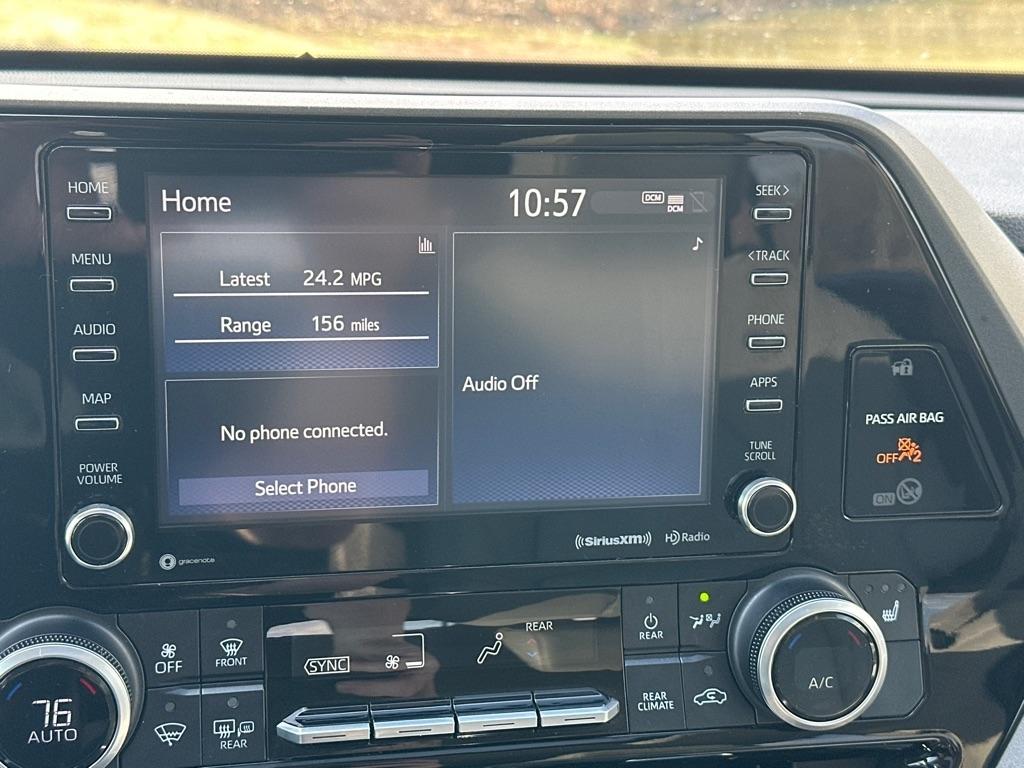 HOME
MENU
AUDIO
MAP
POWER
VOLUME
Home
10:57
DCM
DCM
Latest 24.2 MPG
Range 156 miles
No phone connected.
Select Phone
Audio Off
gracenote
((SiriusXM))
HD Radio
SEEK>
<TRACK
PHONE
APPS
TUNE
SCROLL
PASS AIR BAG
OFF 2
ON
76
AUTO
OFF
FRONT
REAR
SYNC
REAR
REAR
REAR
CLIMATE
A/C